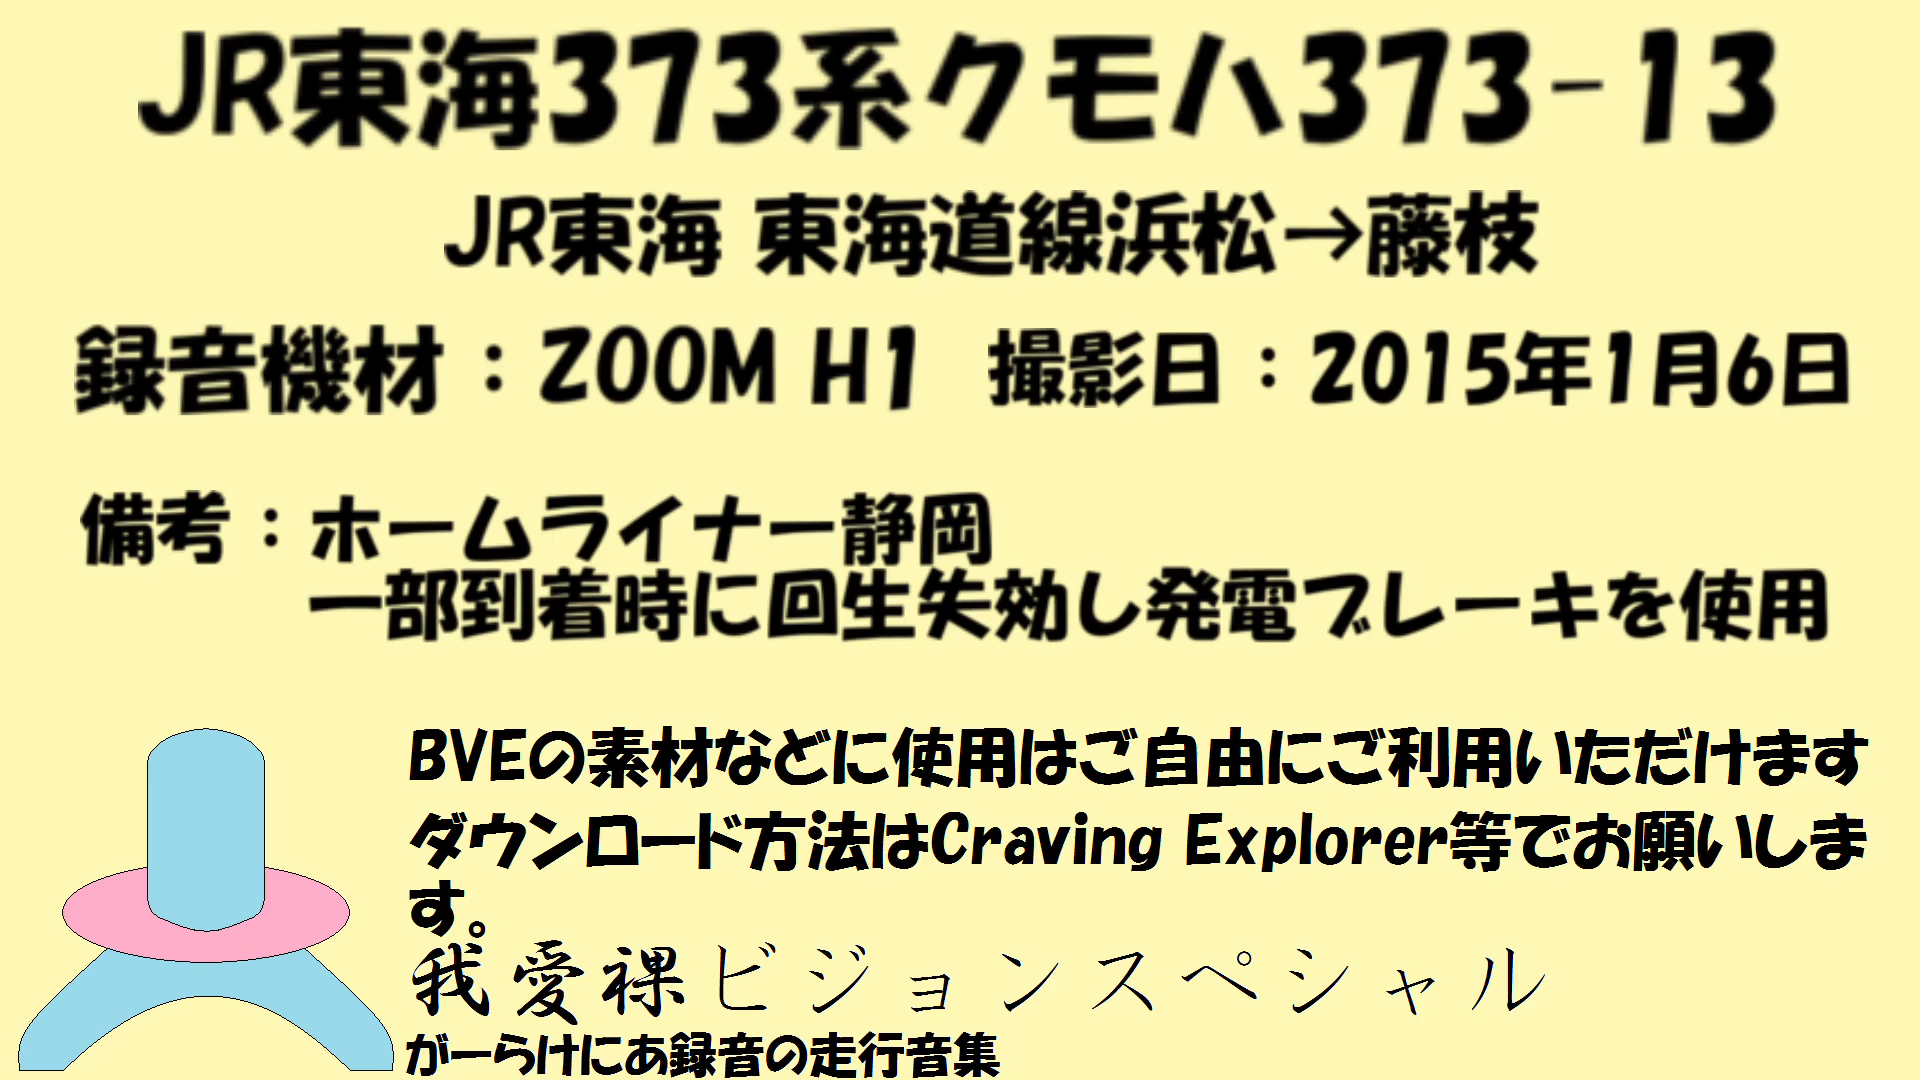 JR東海373系クモハ373-13
JR東海 東海道線浜松→藤枝
録音機材：ZOOM H1 撮影日：2015年1月6日
備考：ホームライナー静岡
一部到着時に回生失効し発電ブレーキを使用
BVEの素材などに使用はご自由にご利用いただけます
ダウンロード方法はCraving Explorer等でお願いしま
す。
我愛裸ビジョンスペシャル
がーらけにあ録音の走行音集